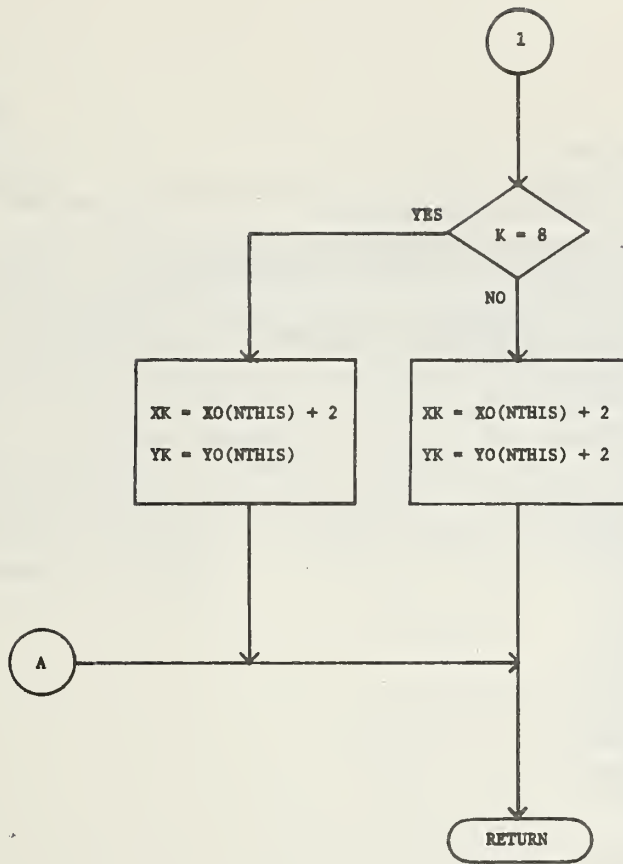 1
K = 8
YES
NO
XK = XO(NTHIS) + 2
YK = YO(NTHIS)
XK = XO(NTHIS) + 2
YK = YO(NTHIS) + 2
A
RETURN